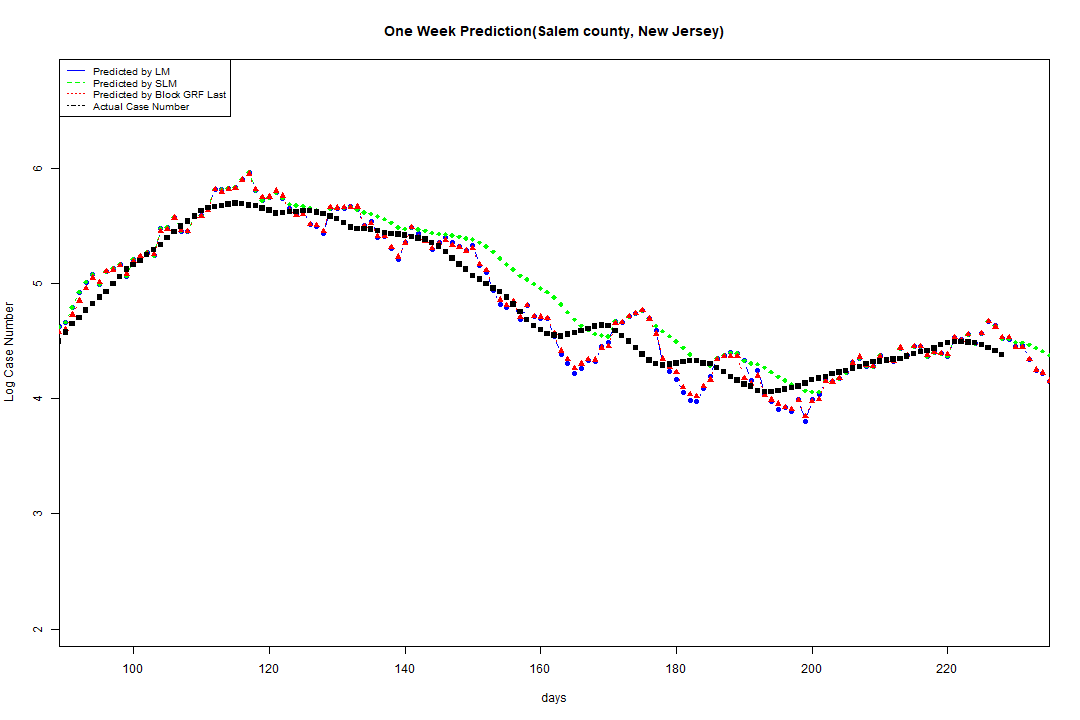 One Week Prediction(Salem county, New Jersey)
Predicted by LM
Predicted by SLM
Predicted by Block GRF Last
Actual Case Number
6
5
4
3
2
Log Case Number
100 120 140 160 180 200 220
days